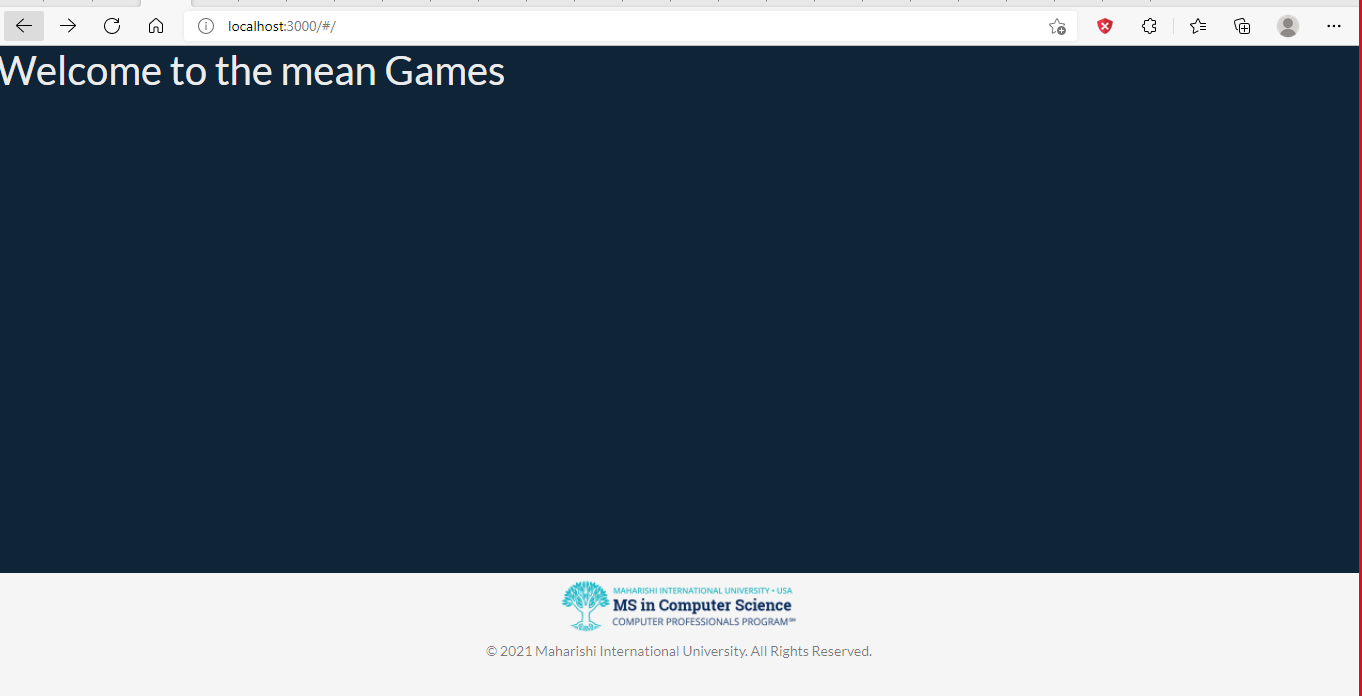 localhost:3000/#/
Welcome to the mean Games
MAHARISHI INTERNATIONAL UNIVERSITY • USA
MS in Computer Science
COMPUTER PROFESSIONALS PROGRAM℠
© 2021 Maharishi International University. All Rights Reserved.